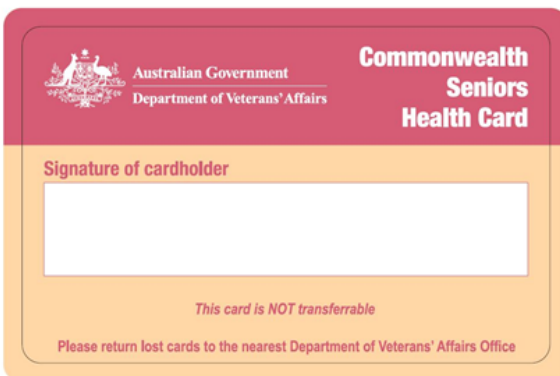 Australian Government
Department of Veterans' Affairs
Commonwealth
Seniors
Health Card
Signature of cardholder
This card is NOT transferrable
Please return lost cards to the nearest Department of Veterans' Affairs Office